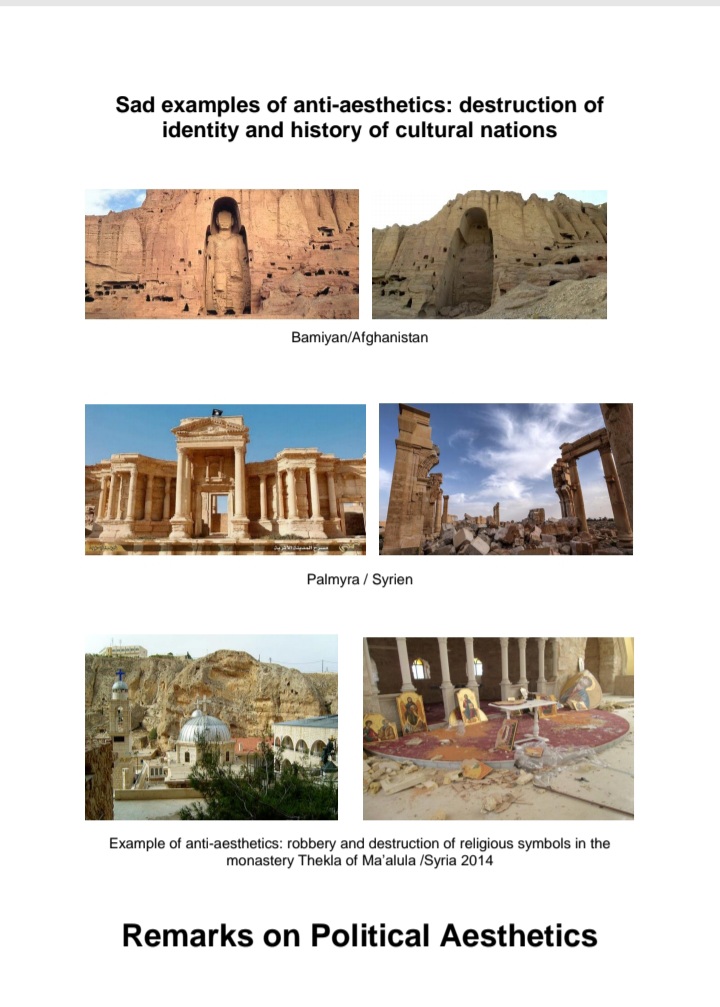 Sad examples of anti-aesthetics: destruction of
identity and history of cultural nations
Bamiyan/Afghanistan
Palmyra / Syrien
Example of anti-aesthetics: robbery and destruction of religious symbols in the
monastery Thekla of Ma’alula /Syria 2014
Remarks on Political Aesthetics